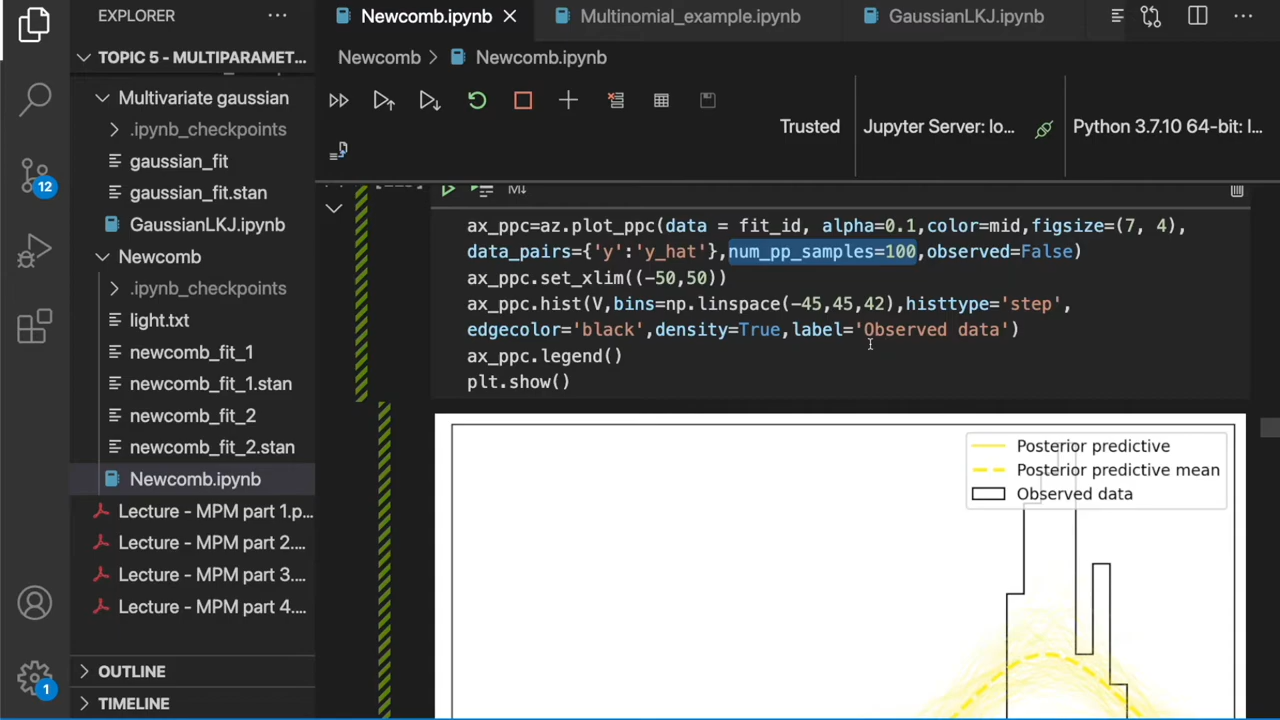 EXPLORER
Newcomb.ipynb
Multinomial_example.ipynb
GaussianLKJ.ipynb
TOPIC 5 - MULTIPARAMET...
Newcomb > Newcomb.ipynb
Multivariate gaussian
.ipynb_checkpoints
gaussian_fit
gaussian_fit.stan
GaussianLKJ.ipynb
Newcomb
.ipynb_checkpoints
light.txt
newcomb_fit_1
newcomb_fit_1.stan
newcomb_fit_2
newcomb_fit_2.stan
Newcomb.ipynb
Lecture - MPM part 1.p...
Lecture - MPM part 2....
Lecture - MPM part 3....
Lecture - MPM part 4....
OUTLINE
TIMELINE
12
1
Trusted
Jupyter Server: lo...
Python 3.7.10 64-bit: I...
M↓
ax_ppc=az.plot_ppc(data = fit_id, alpha=0.1,color=mid,figsize=(7, 4),
data_pairs={'y':'y_hat'},num_pp_samples=100,observed=False)
ax_ppc.set_xlim((-50,50))
ax_ppc.hist(V,bins=np.linspace(-45,45,42),histtype='step',
edgecolor='black',density=True,label='Observed data')
ax_ppc.legend()
plt.show()
Posterior predictive
Posterior predictive mean
Observed data